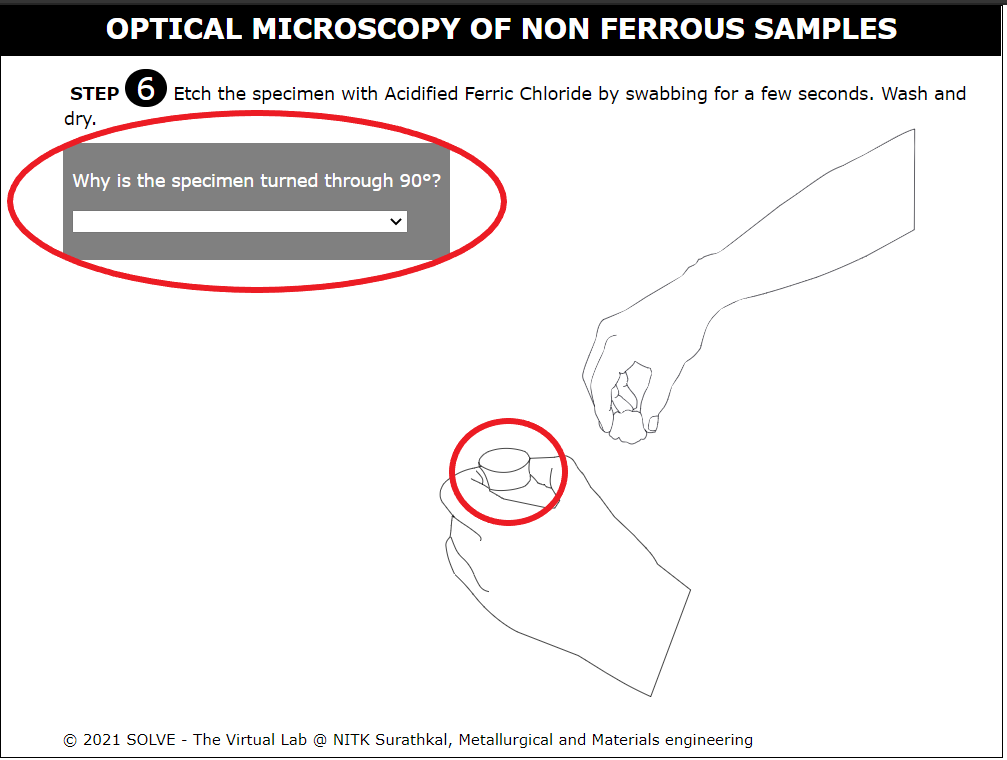 OPTICAL MICROSCOPY OF NON FERROUS SAMPLES
STEP 6 Etch the specimen with Acidified Ferric Chloride by swabbing for a few seconds. Wash and
dry.
Why is the specimen turned through 90°?
© 2021 SOLVE - The Virtual Lab @ NITK Surathkal, Metallurgical and Materials engineering